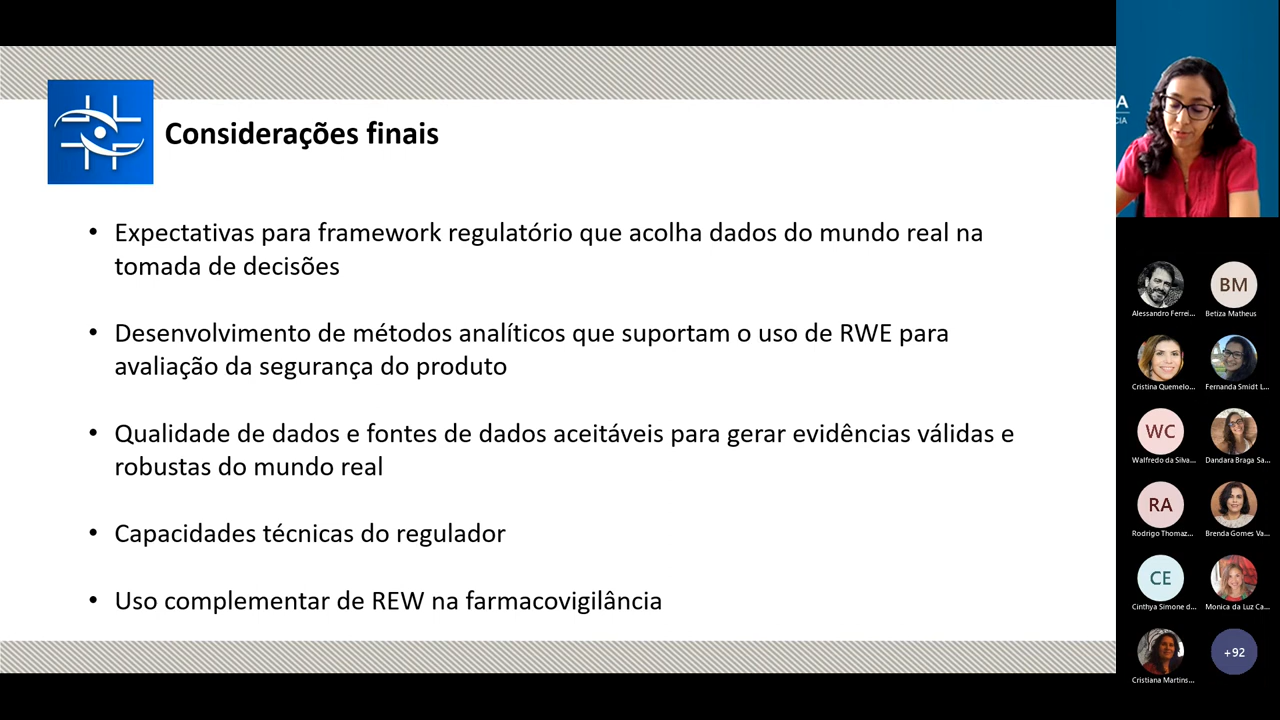 Considerações finais
• Expectativas para framework regulatório que acolha dados do mundo real na
tomada de decisões
• Desenvolvimento de métodos analíticos que suportam o uso de RWE para
avaliação da segurança do produto
• Qualidade de dados e fontes de dados aceitáveis para gerar evidências válidas e
robustas do mundo real
• Capacidades técnicas do regulador
• Uso complementar de REW na farmacovigilância
A
CIA
BM
Alessandro Ferrei...
Betiza Matheus
Cristina Quemelo...
Fernanda Smidt L...
WC
Walfredo da Silva...
Dandara Braga Sa...
RA
Rodrigo Thomaz...
Brenda Gomes Va...
CE
Cinthya Simone d...
Monica da Luz Ca...
+92
Cristiana Martins...